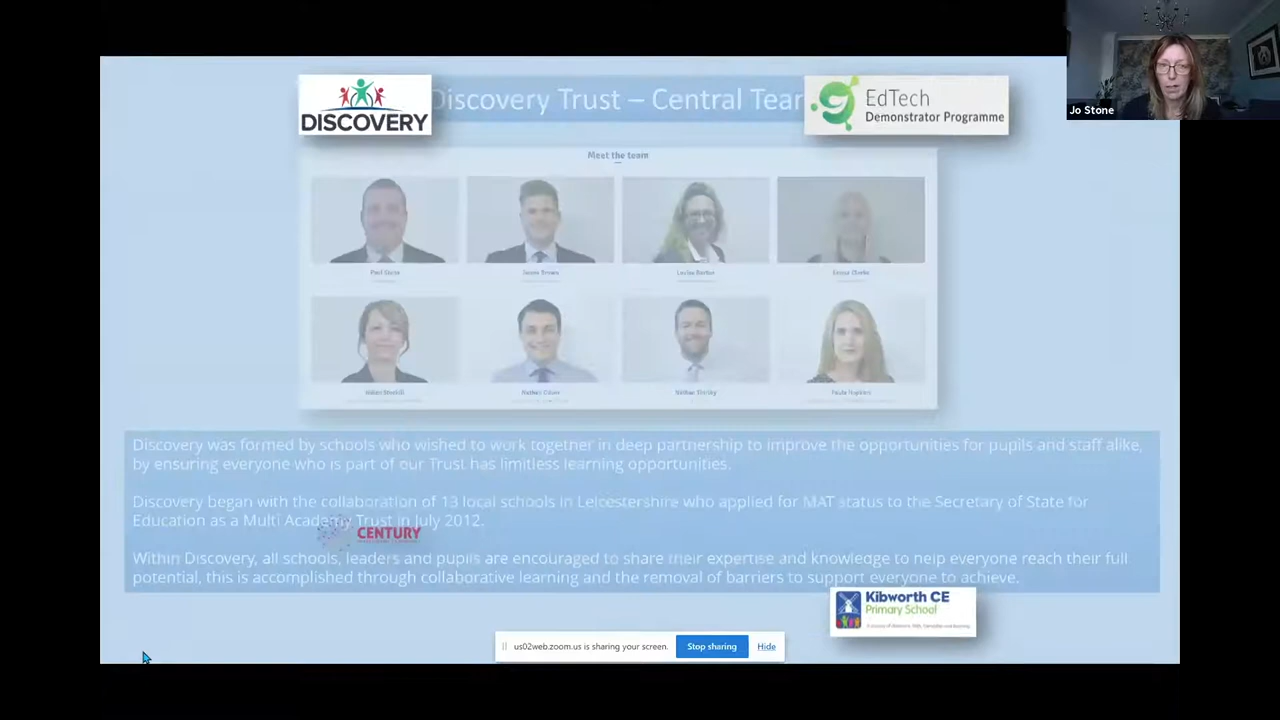 Discovery Trust – Central Tear
DISCOVERY
EdTech
Demonstrator Programme
Jo Stone
Meet the team
Discovery was formed by schools who wished to work together in deep partnership to improve the opportunities for pupils and staff alike,
by ensuring everyone who is part of our Trust has limitless learning opportunities.
Discovery began with the collaboration of 13 local schools in Leicestershire who applied for MAT status to the Secretary of State for
Education as a Multi Academy Trust in July 2012.
CENTURY
Within Discovery, all schools, leaders and pupils are encouraged to share their expertise and knowledge to help everyone reach their full
potential, this is accomplished through collaborative learning and the removal of barriers to support everyone to achieve.
Kibworth CE
Primary School
us02web.zoom.us is sharing your screen.
Stop sharing
Hide